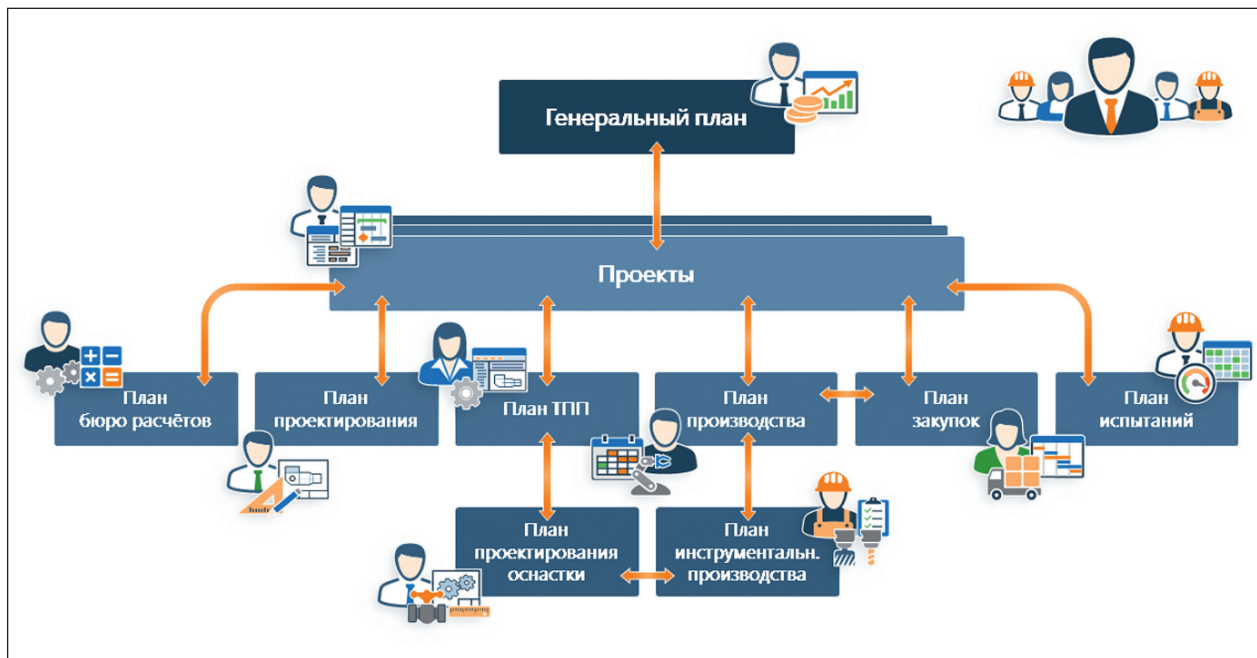 Генеральный план
Проекты
План
бюро расчётов
План
проектирования
План ТПП
План
производства
План
закупок
План
испытаний
План
проектирования
оснастки
План
инструментальн.
производства